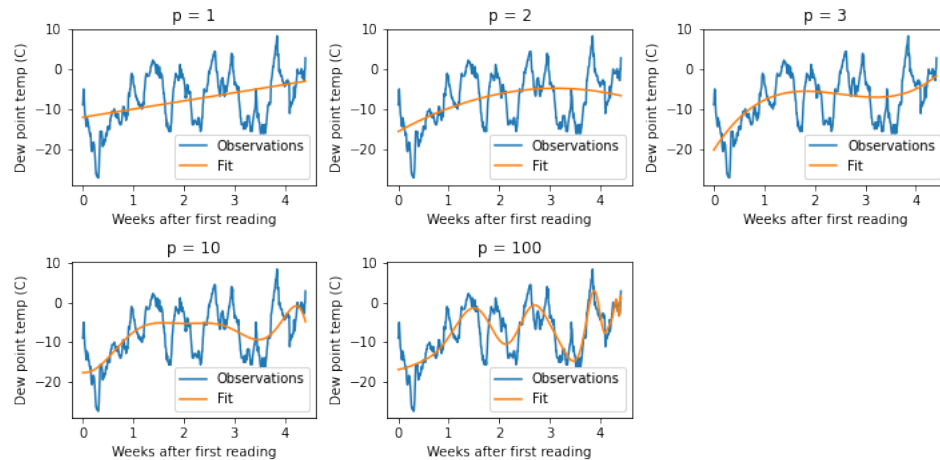 p = 1
Dew point temp (C)
10
0
−10
−20
Observations
Fit
0 1 2 3 4
Weeks after first reading
p = 2
Dew point temp (C)
10
0
−10
−20
Observations
Fit
0 1 2 3 4
Weeks after first reading
p = 3
Dew point temp (C)
10
0
−10
−20
Observations
Fit
0 1 2 3 4
Weeks after first reading
p = 10
Dew point temp (C)
10
0
−10
−20
Observations
Fit
0 1 2 3 4
Weeks after first reading
p = 100
Dew point temp (C)
10
0
−10
−20
Observations
Fit
0 1 2 3 4
Weeks after first reading